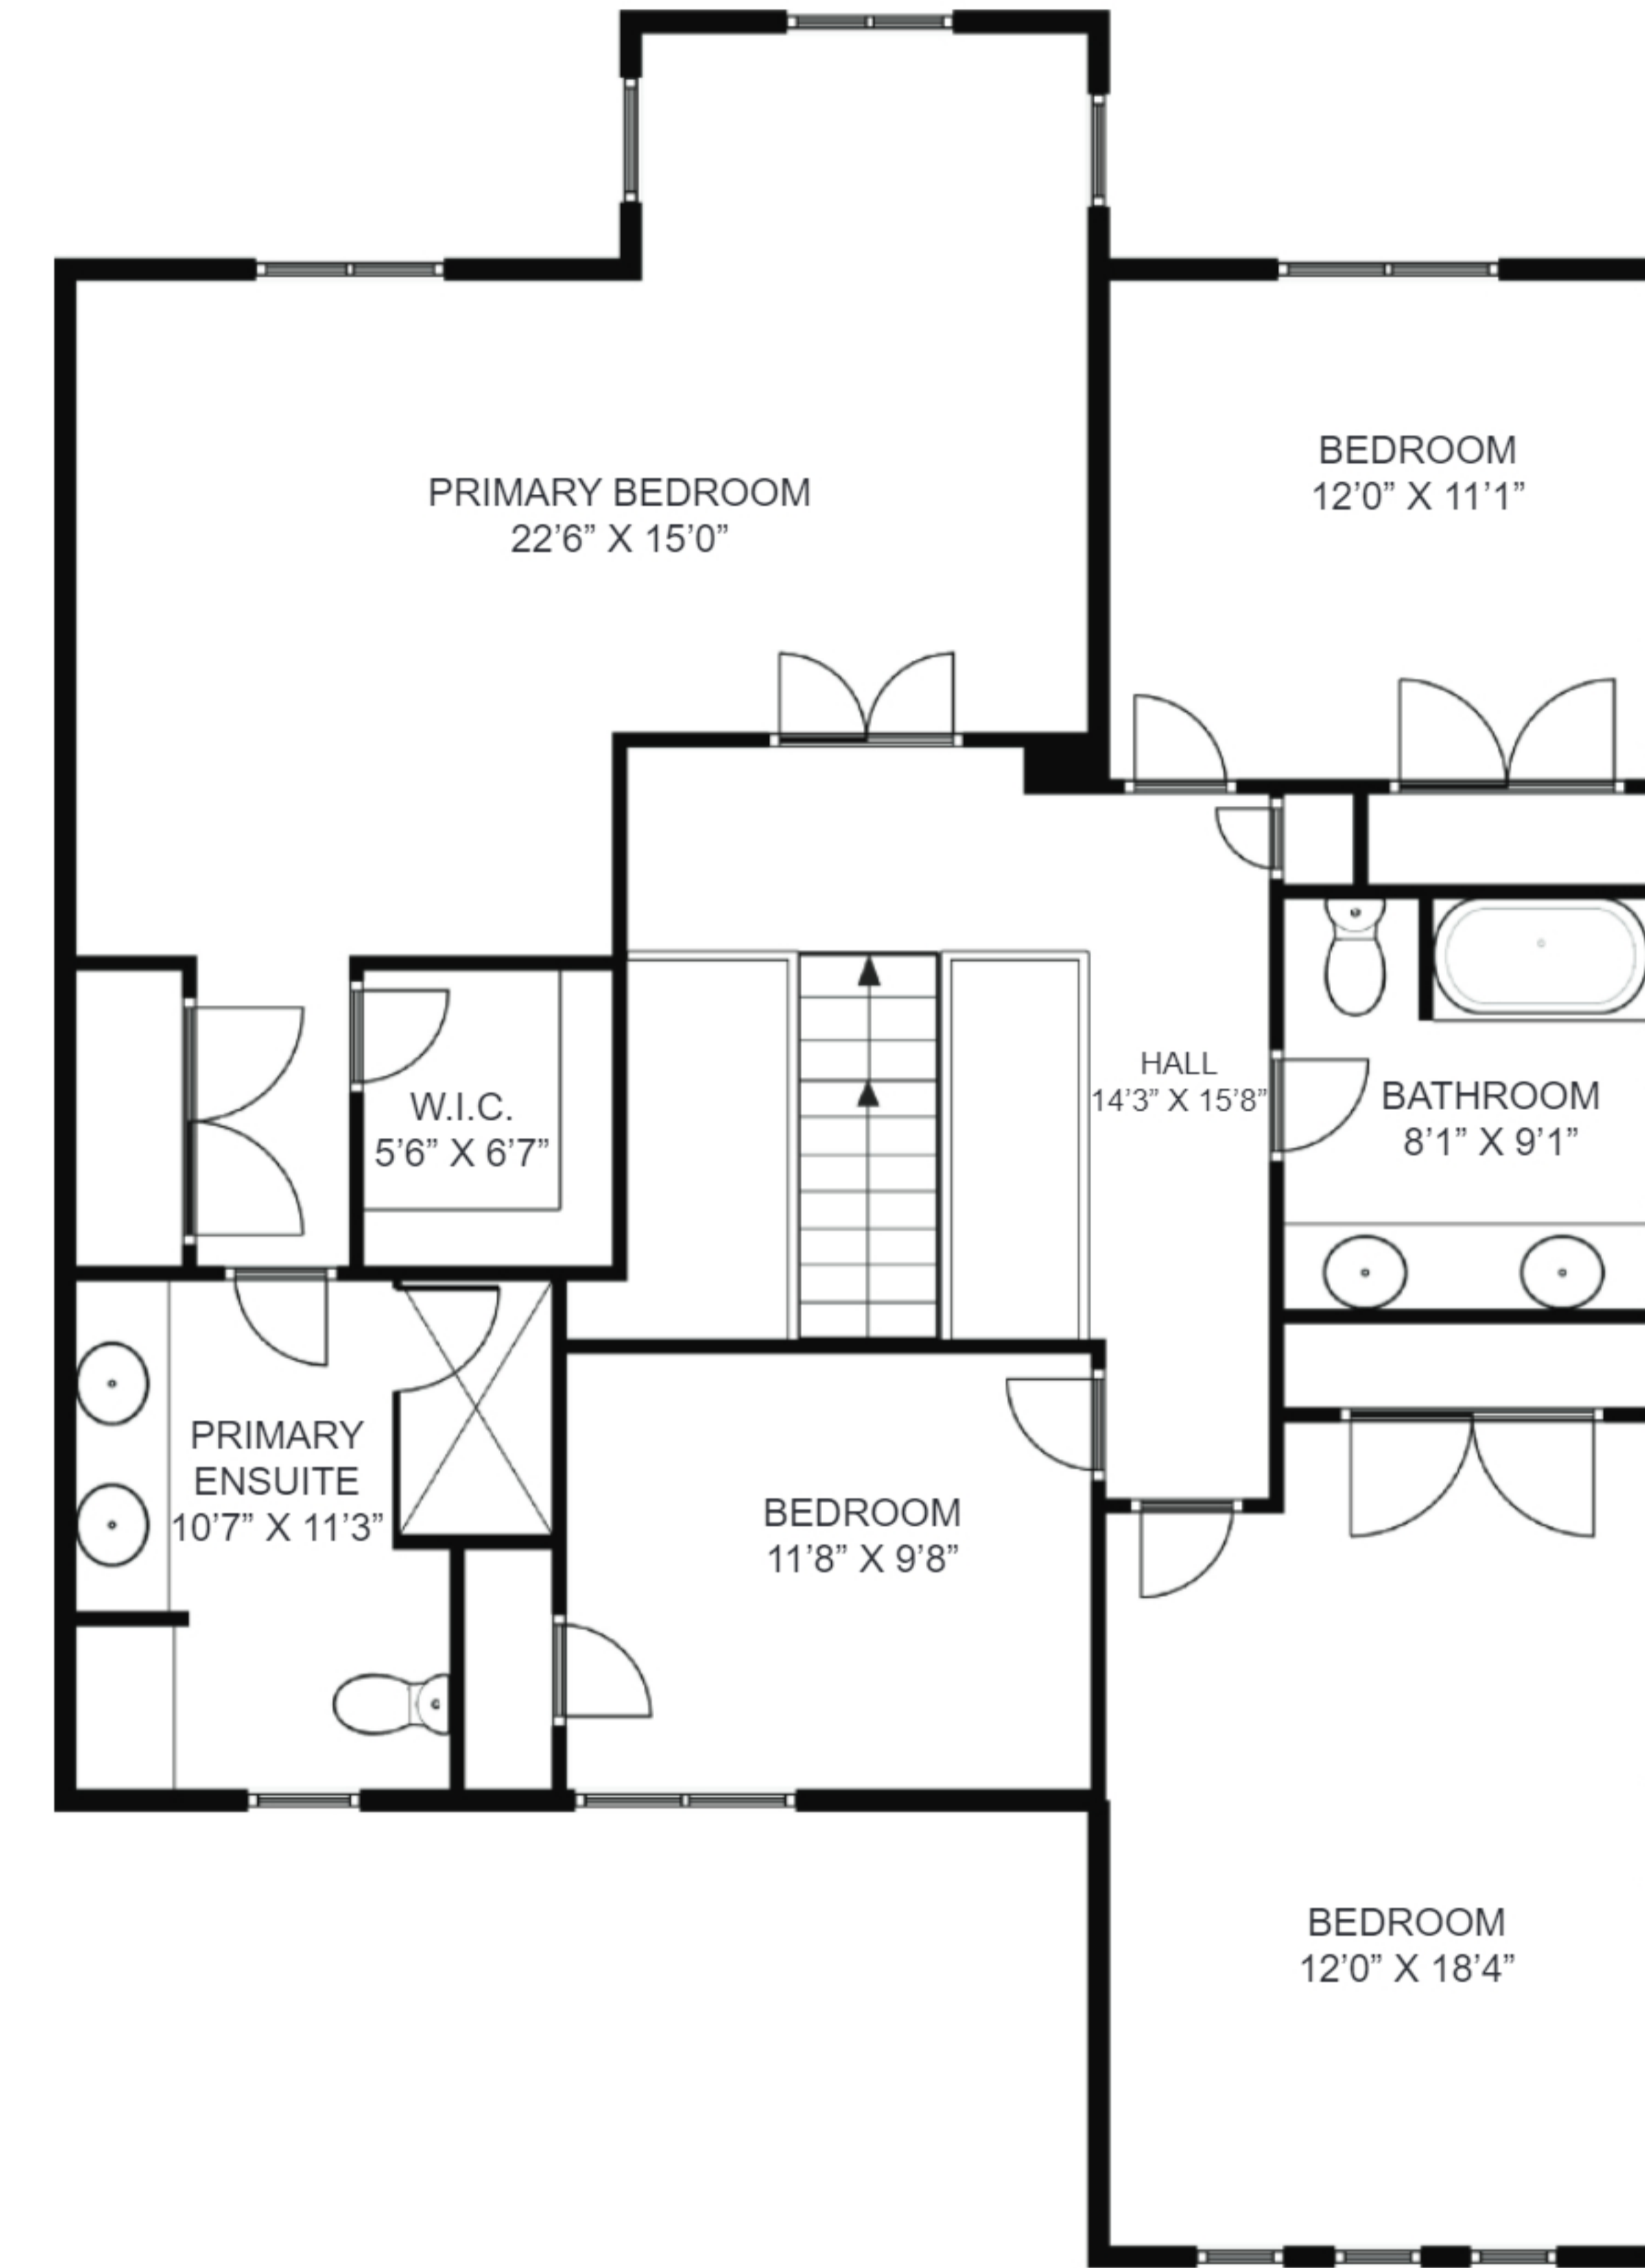 BEDROOM
12’0” X 11’1”
PRIMARY BEDROOM
22’6” X 15’0”
HALL
14’3” X 15’8”
W.I.C.
5’6” X 6’7”
BATHROOM
8’1” X 9’1”
PRIMARY
ENSUITE
10’7” X 11’3”
BEDROOM
11’8” X 9’8”
BEDROOM
12’0” X 18’4”